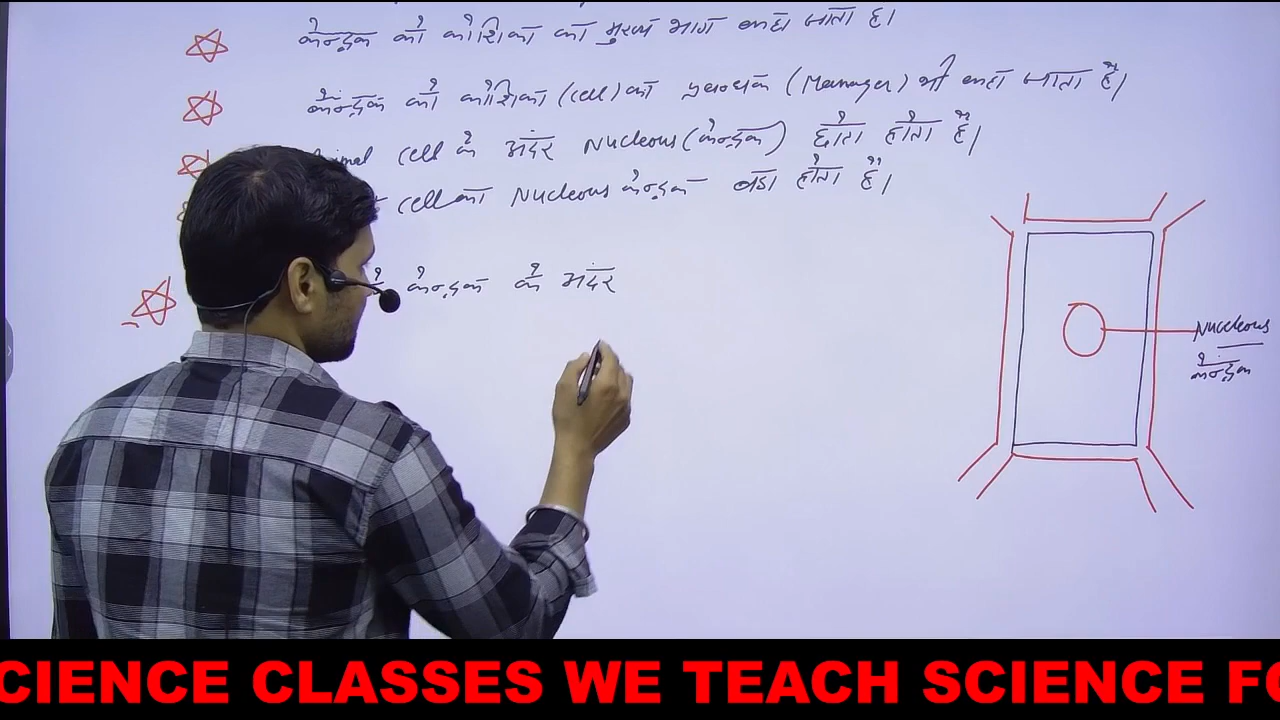 केन्द्रक को कोशिका का मुख्य भाग कहा जाता है।
केन्द्रक को कोशिका (cell) का प्रबन्धक (Manager) भी कहा जाता है।
cell के अंदर Nucleous (केन्द्रक) छोटा होता है।
cell का Nucleous केन्द्रक बड़ा होता है।
केन्द्रक के अंदर
Nucleous
केन्द्रक
CIENCE CLASSES WE TEACH SCIENCE FO